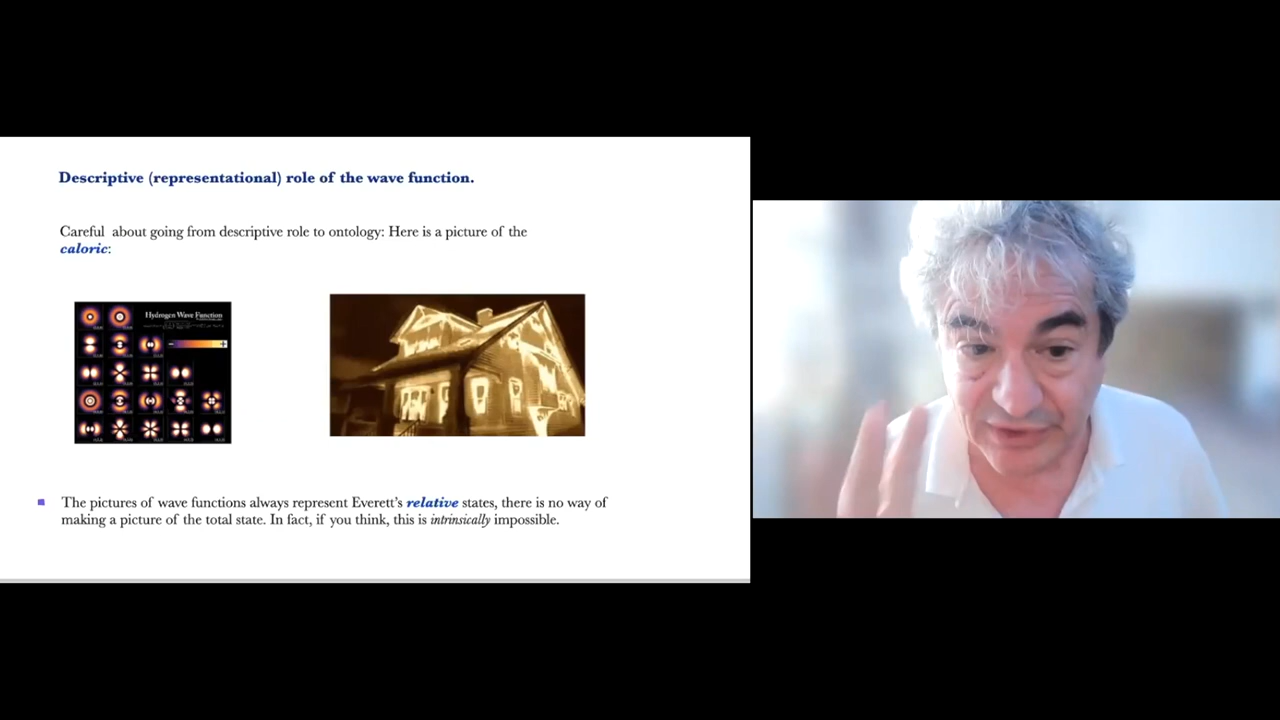 Descriptive (representational) role of the wave function.
Careful about going from descriptive role to ontology: Here is a picture of the
caloric:
Hydrogen Wave Function
The pictures of wave functions always represent Everett's relative states, there is no way of
making a picture of the total state. In fact, if you think, this is intrinsically impossible.